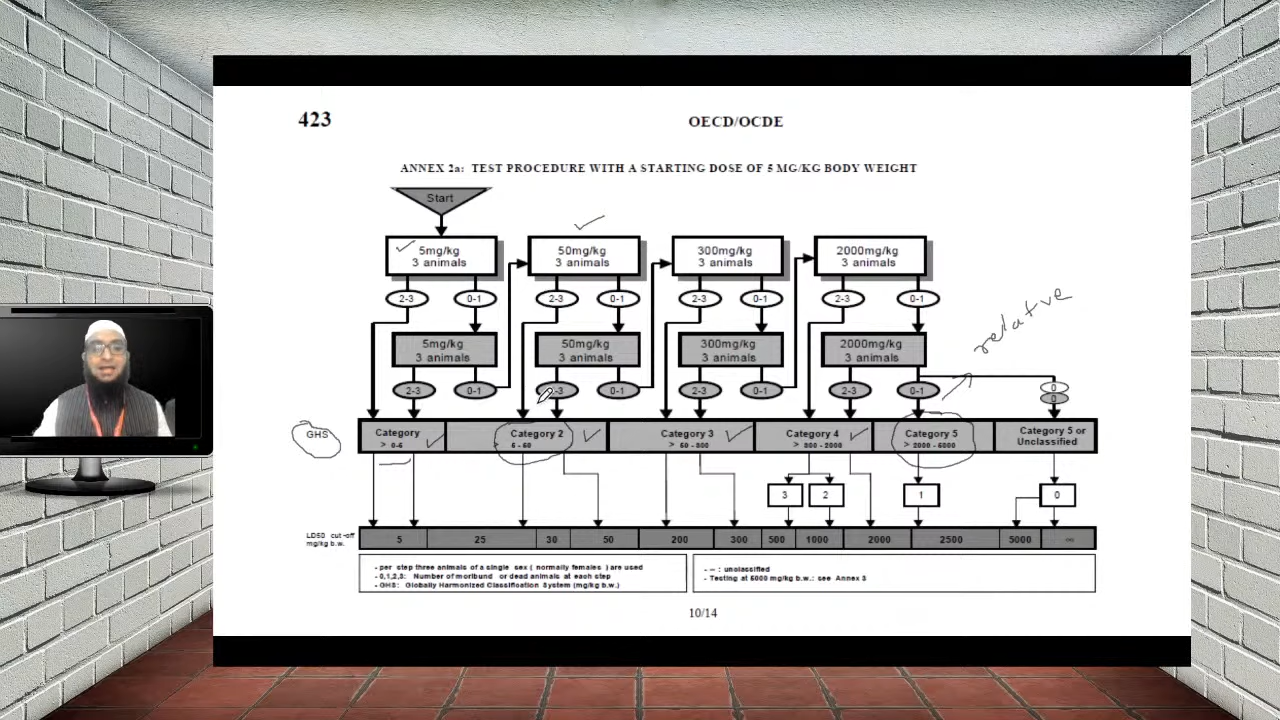 423
OECD/OCDE
ANNEX 2a: TEST PROCEDURE WITH A STARTING DOSE OF 5 MG/KG BODY WEIGHT
Start
5mg/kg
3 animals
50mg/kg
3 animals
300mg/kg
3 animals
2000mg/kg
3 animals
2-3 0-1 2-3 0-1 2-3 0-1 2-3 0-1
relative
5mg/kg
3 animals
50mg/kg
3 animals
300mg/kg
3 animals
2000mg/kg
3 animals
2-3 0-1 -3 0-1 2-3 0-1 2-3 0-1
0
0
GHS
Category
> 0-5
Category 2
> 5 - 50
Category 3
> 50 - 300
Category 4
> 300 - 2000
Category 5
> 2000 - 5000
Category 5 or
Unclassified
3 2 1 0
LD50 cut-off
mg/kg b.w.
5 25 30 50 200 300 500 1000 2000 2500 5000 ∞
- per step three animals of a single sex ( normally females ) are used
- 0,1,2,3: Number of moribund or dead animals at each step
- GHS: Globally Harmonized Classification System (mg/kg b.w.)
- ∞ : unclassified
- Testing at 5000 mg/kg b.w.: see Annex 3
10/14